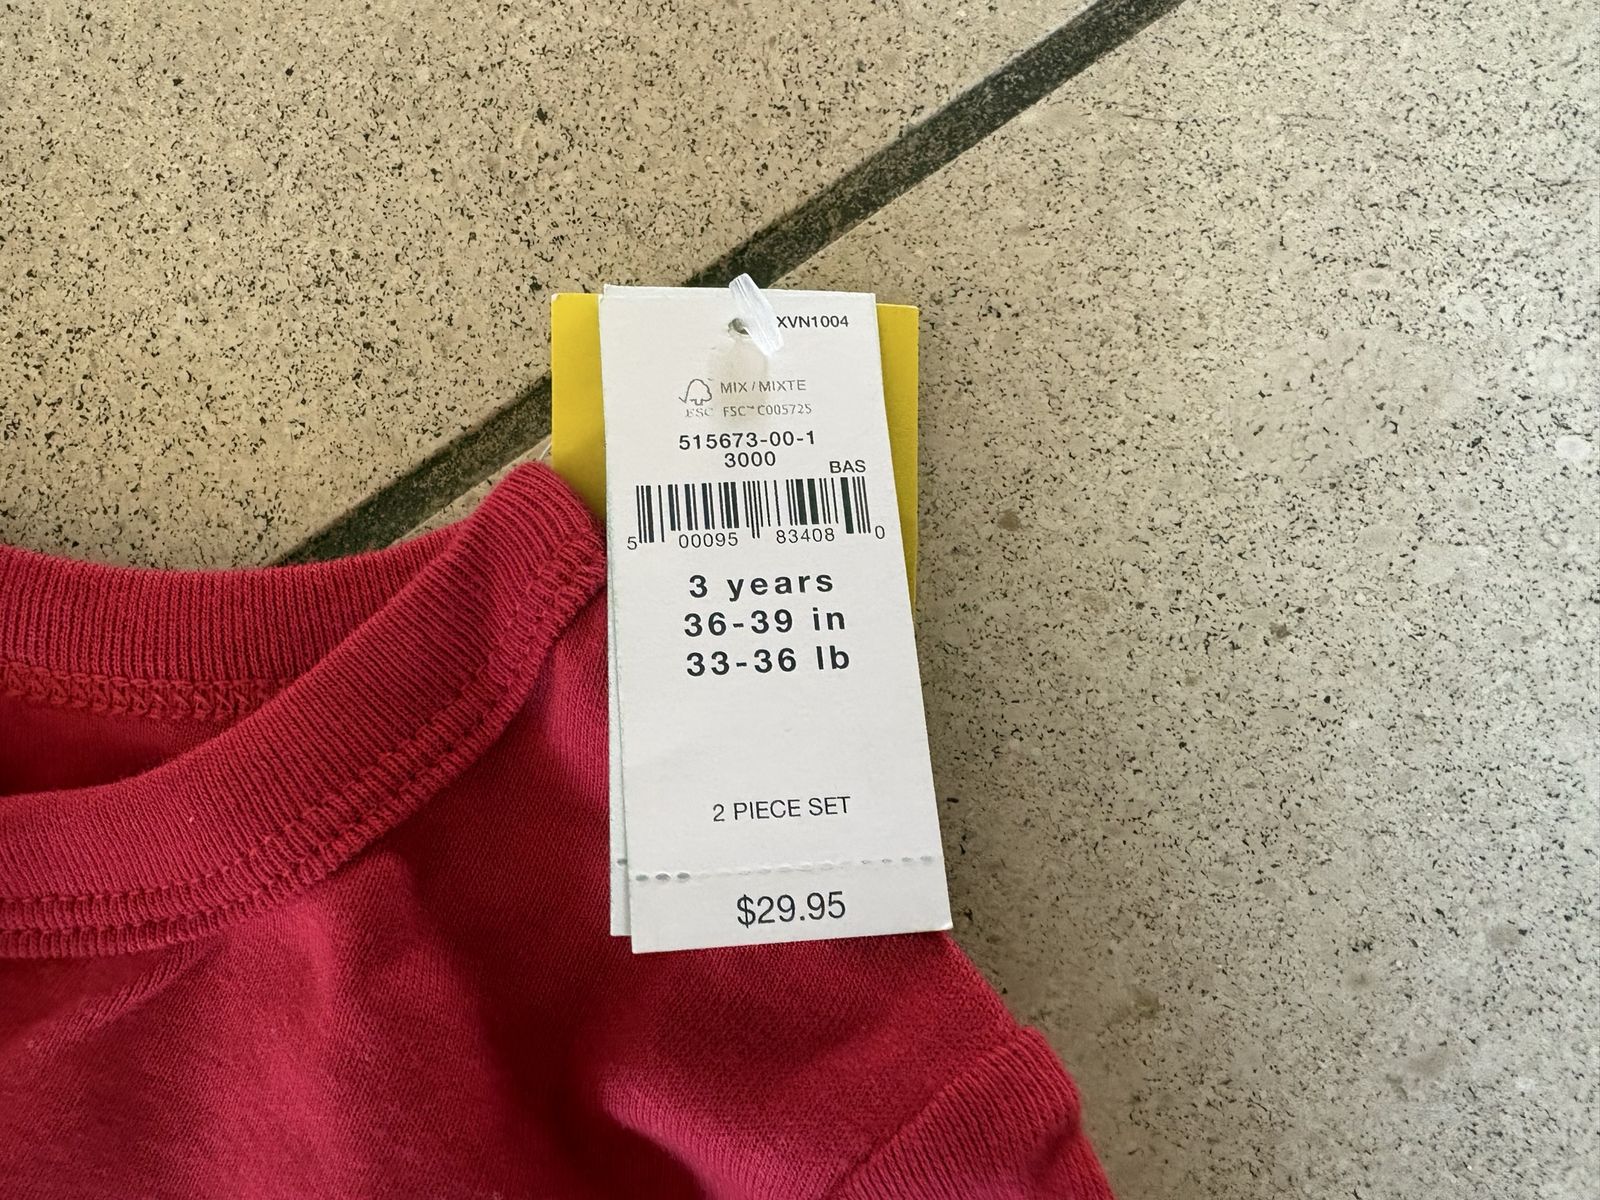 XVN1004
MIX / MIXTE
FSC FSC™ C005725
515673-00-1
3000
BAS
5 00095 83408 0
3 years
36-39 in
33-36 lb
2 PIECE SET
$29.95